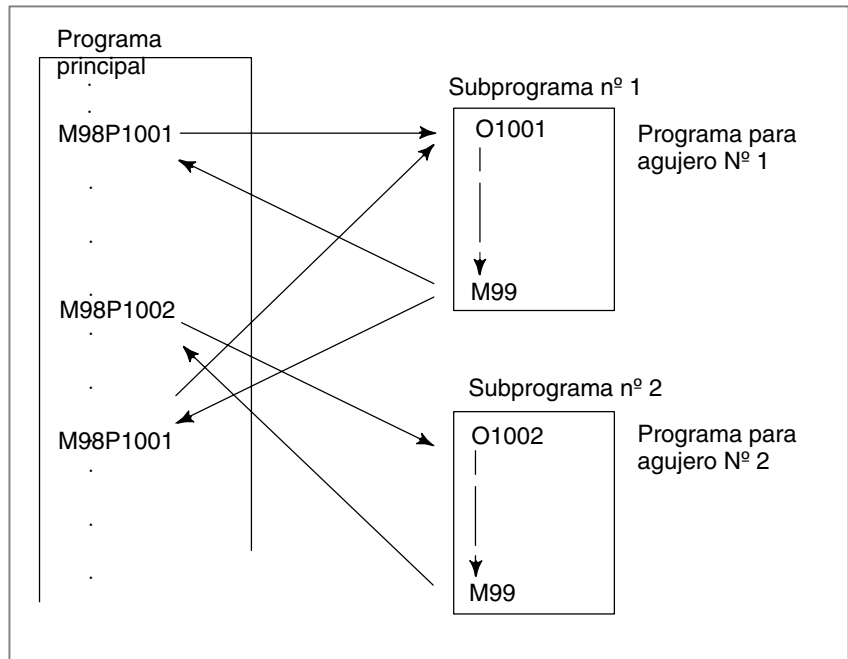 Programa
principal
M98P1001
M98P1002
M98P1001
Subprograma nº 1
O1001
M99
Programa para
agujero Nº 1
Subprograma nº 2
O1002
M99
Programa para
agujero Nº 2